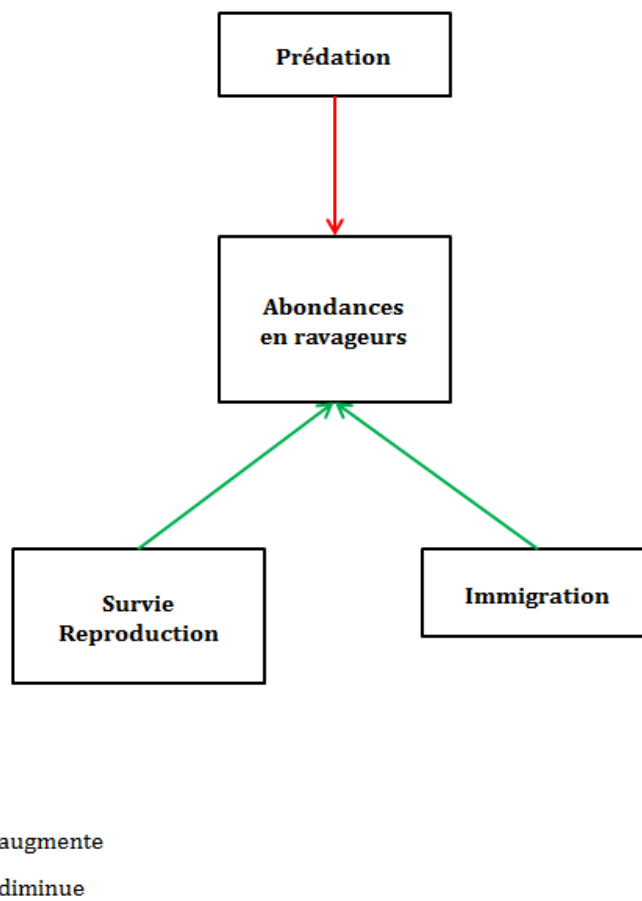 Prédation
Abondances
en ravageurs
Survie
Reproduction
Immigration
augmente
diminue